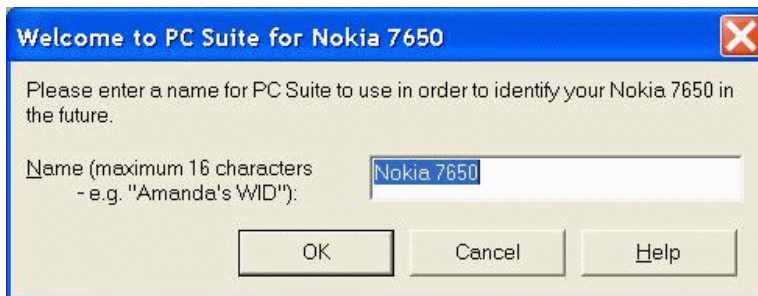 Welcome to PC Suite for Nokia 7650
Please enter a name for PC Suite to use in order to identify your Nokia 7650 in
the future.
Name (maximum 16 characters
- e.g. "Amanda's WID"):
Nokia 7650
OK Cancel Help